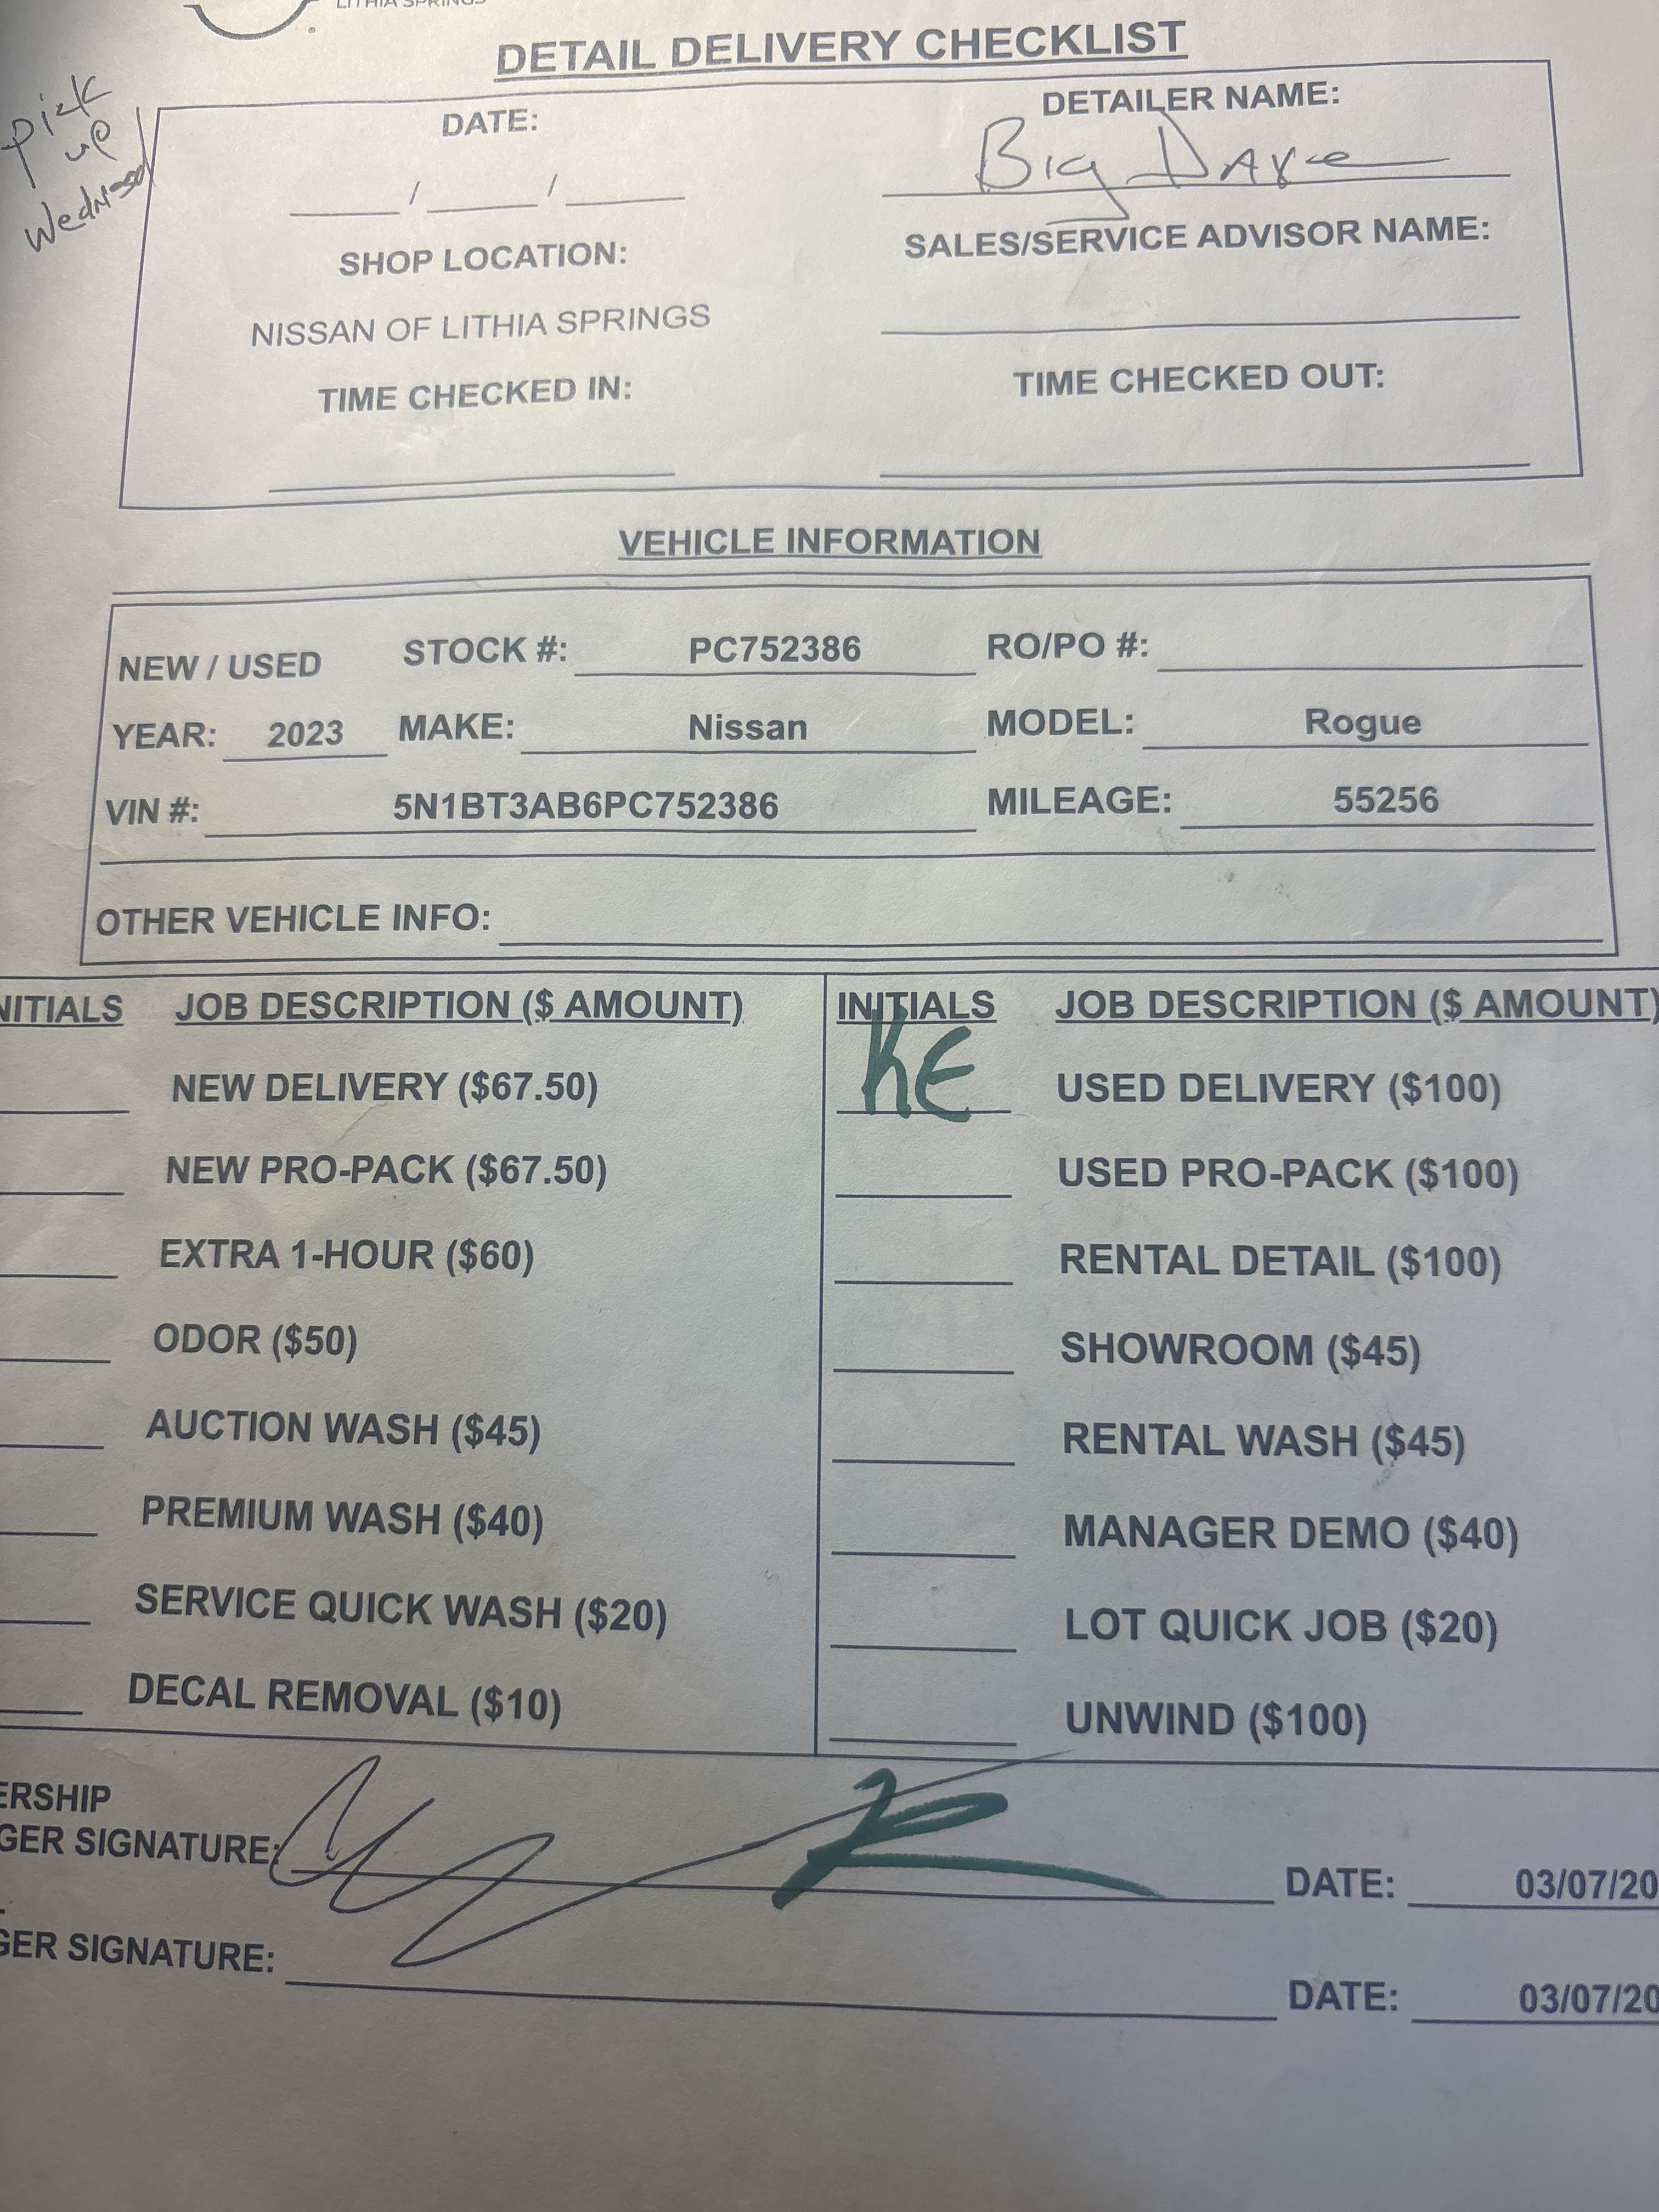 LITHIA SPRINGS
DETAIL DELIVERY CHECKLIST
pick
up
DATE:
DETAILER NAME:
Big Dave
/ /
SHOP LOCATION:
SALES/SERVICE ADVISOR NAME:
NISSAN OF LITHIA SPRINGS
TIME CHECKED IN:
TIME CHECKED OUT:
VEHICLE INFORMATION
NEW / USED STOCK #: PC752386 RO/PO #:
YEAR: 2023 MAKE: Nissan MODEL: Rogue
VIN #: 5N1BT3AB6PC752386 MILEAGE: 55256
OTHER VEHICLE INFO:
NITIALS JOB DESCRIPTION ($ AMOUNT) INITIALS JOB DESCRIPTION ($ AMOUNT)
NEW DELIVERY ($67.50) KE USED DELIVERY ($100)
NEW PRO-PACK ($67.50) USED PRO-PACK ($100)
EXTRA 1-HOUR ($60) RENTAL DETAIL ($100)
ODOR ($50) SHOWROOM ($45)
AUCTION WASH ($45) RENTAL WASH ($45)
PREMIUM WASH ($40) MANAGER DEMO ($40)
SERVICE QUICK WASH ($20) LOT QUICK JOB ($20)
DECAL REMOVAL ($10) UNWIND ($100)
ERSHIP
GER SIGNATURE: DATE: 03/07/20
GER SIGNATURE: DATE: 03/07/20